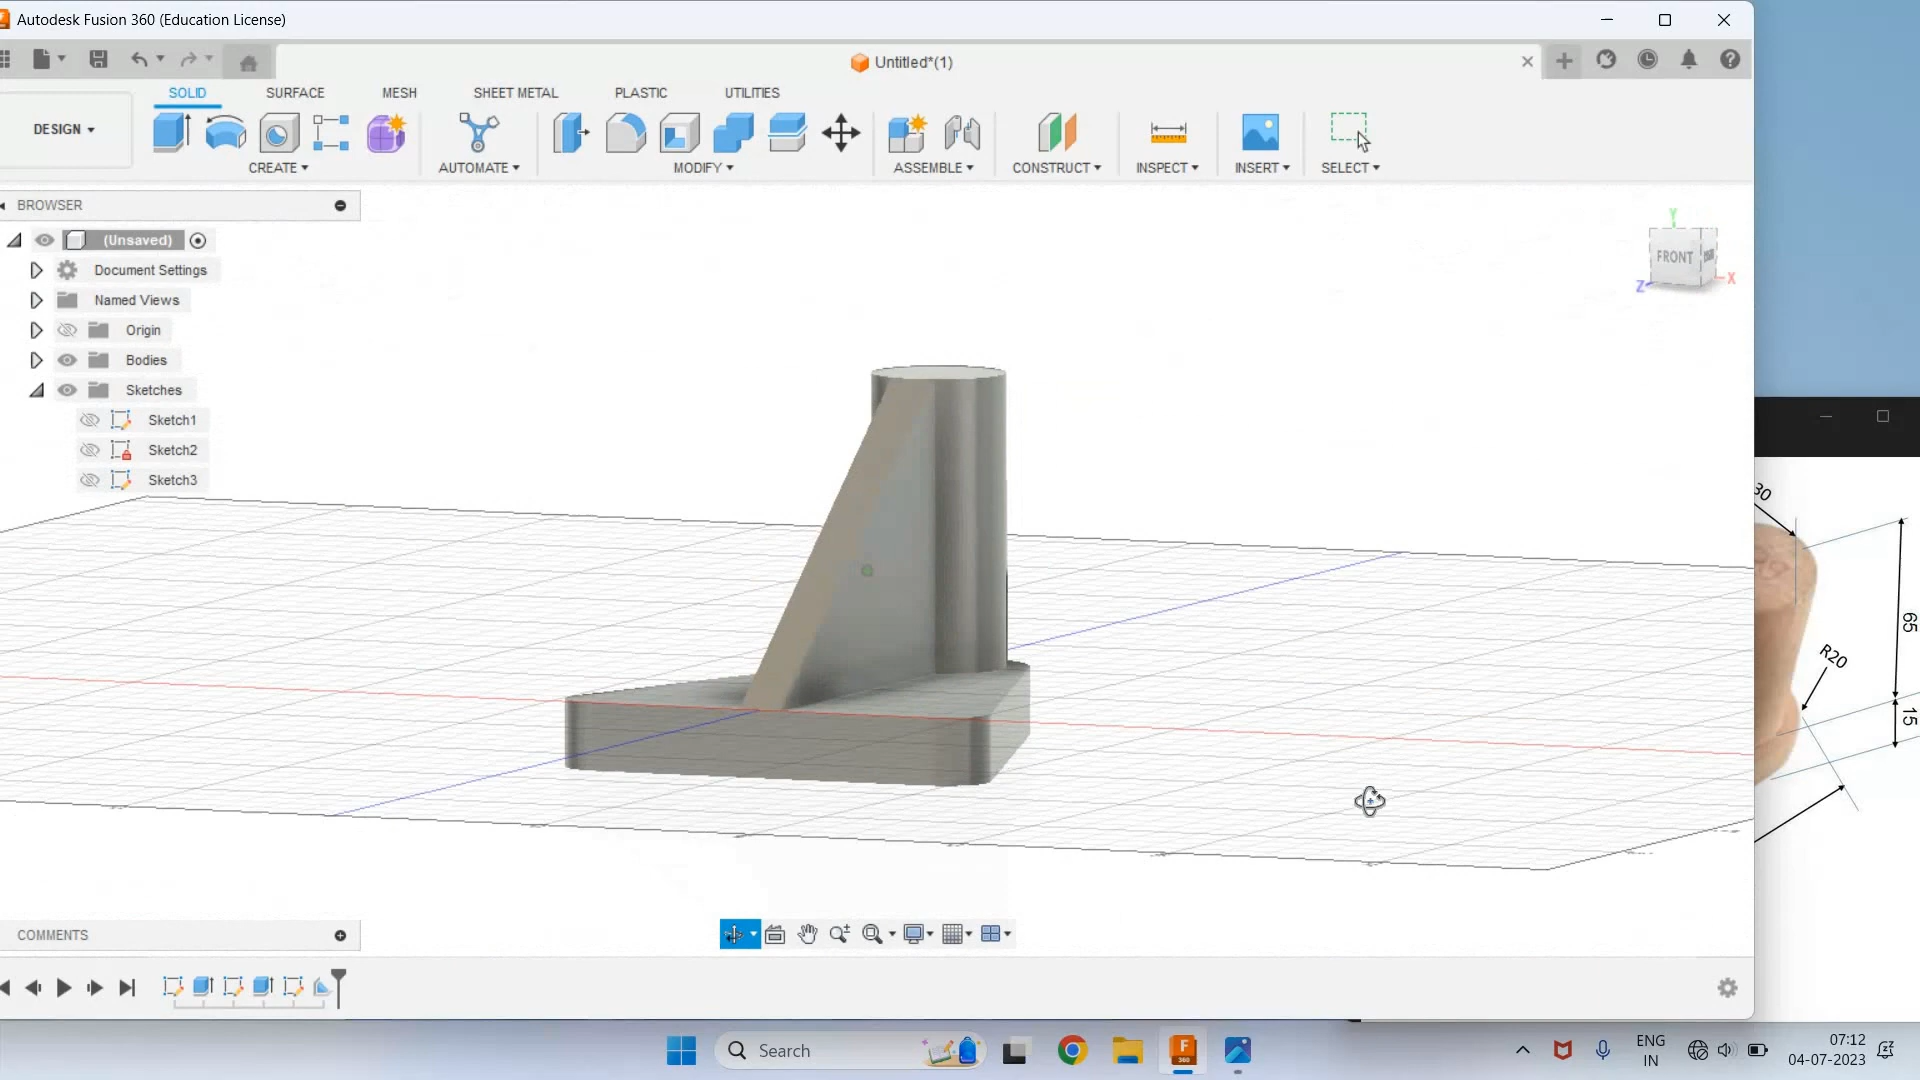 Autodesk Fusion 360 (Education License)
Untitled*(1)
SOLID SURFACE MESH SHEET METAL PLASTIC UTILITIES
DESIGN ▾
CREATE ▾ AUTOMATE ▾ MODIFY ▾ ASSEMBLE ▾ CONSTRUCT ▾ INSPECT ▾ INSERT ▾ SELECT ▾
BROWSER
(Unsaved)
Document Settings
Named Views
Origin
Bodies
Sketches
Sketch1
Sketch2
Sketch3
Y
FRONT
Z
X
30
65
R20
15
COMMENTS
Search
F
360
ENG
IN
07:12
04-07-2023